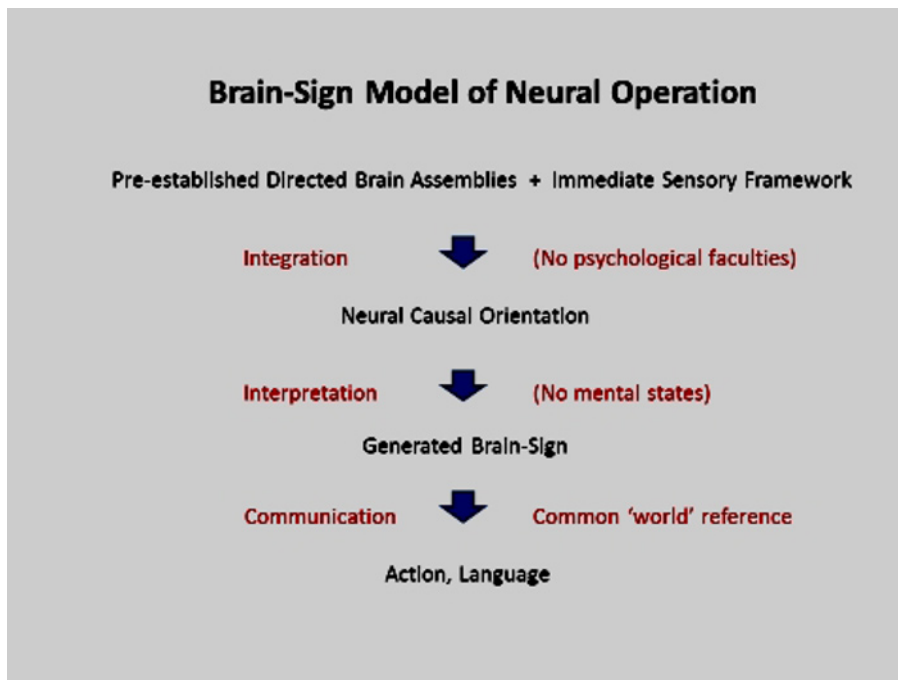 Brain-Sign Model of Neural Operation
Pre-established Directed Brain Assemblies + Immediate Sensory Framework
Integration (No psychological faculties)
Neural Causal Orientation
Interpretation (No mental states)
Generated Brain-Sign
Communication Common ‘world’ reference
Action, Language